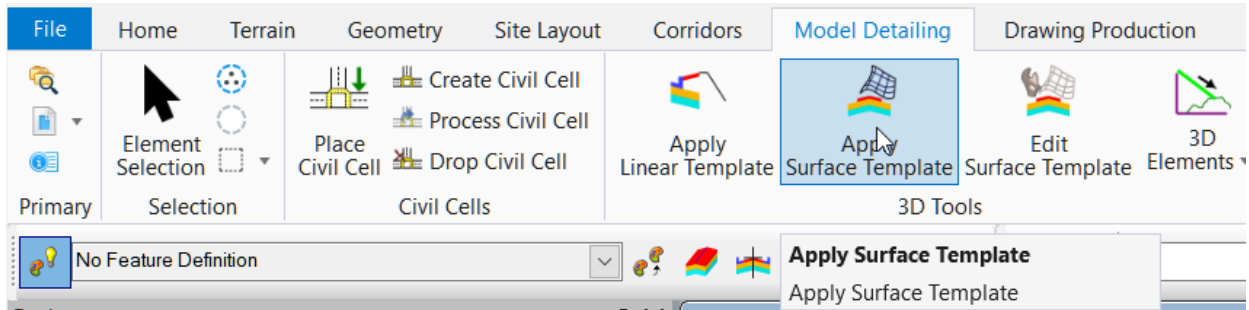 File Home Terrain Geometry Site Layout Corridors Model Detailing Drawing Production
Element
Selection
Place
Civil Cell
Create Civil Cell
Process Civil Cell
Drop Civil Cell
Apply
Linear Template
Apply
Surface Template
Edit
Surface Template
3D
Elements
Primary Selection Civil Cells 3D Tools
No Feature Definition
Apply Surface Template
Apply Surface Template